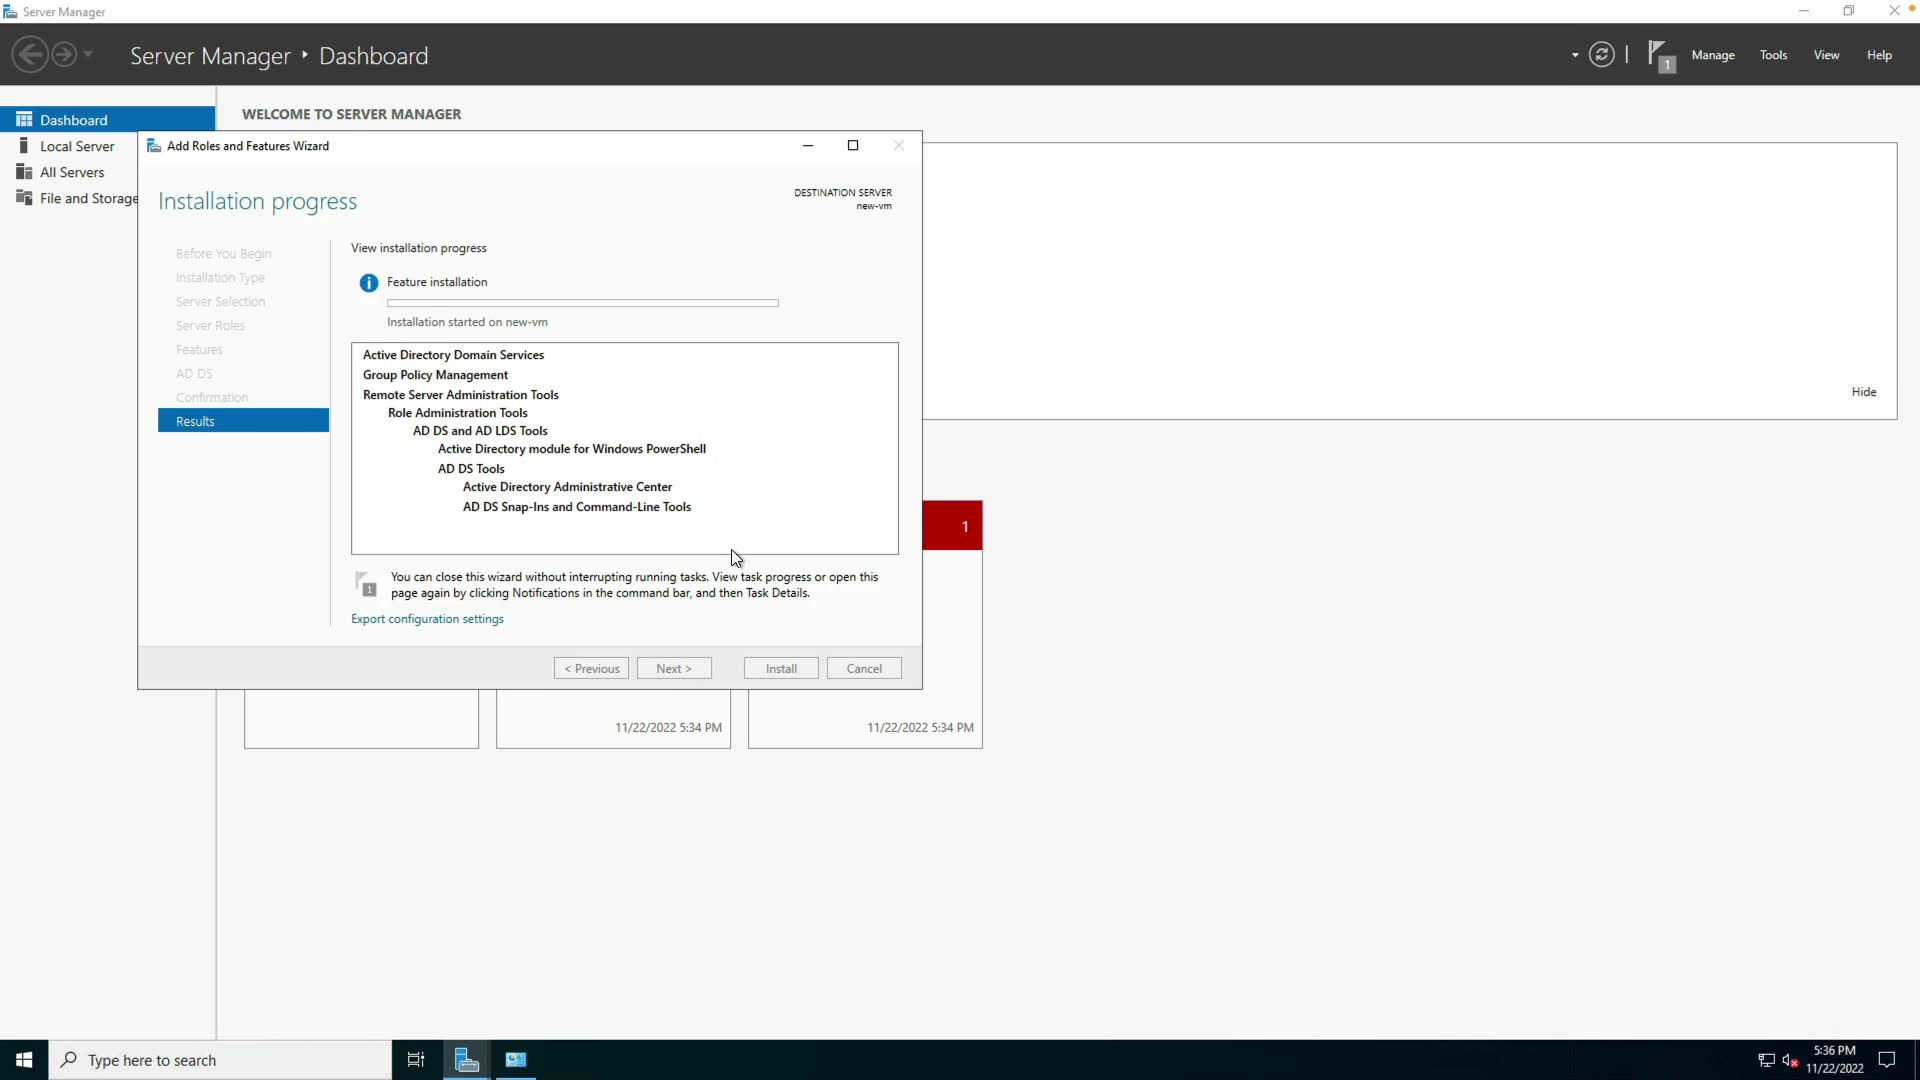 Server Manager
Server Manager ‣ Dashboard
1
Manage
Tools
View
Help
Dashboard
Local Server
All Servers
File and Storage
WELCOME TO SERVER MANAGER
Add Roles and Features Wizard
Installation progress
DESTINATION SERVER
new-vm
Before You Begin
Installation Type
Server Selection
Server Roles
Features
AD DS
Confirmation
Results
View installation progress
Feature installation
Installation started on new-vm
Active Directory Domain Services
Group Policy Management
Remote Server Administration Tools
Role Administration Tools
AD DS and AD LDS Tools
Active Directory module for Windows PowerShell
AD DS Tools
Active Directory Administrative Center
AD DS Snap-Ins and Command-Line Tools
1
You can close this wizard without interrupting running tasks. View task progress or open this
page again by clicking Notifications in the command bar, and then Task Details.
Export configuration settings
< Previous
Next >
Install
Cancel
Hide
1
11/22/2022 5:34 PM
11/22/2022 5:34 PM
Type here to search
5:36 PM
11/22/2022